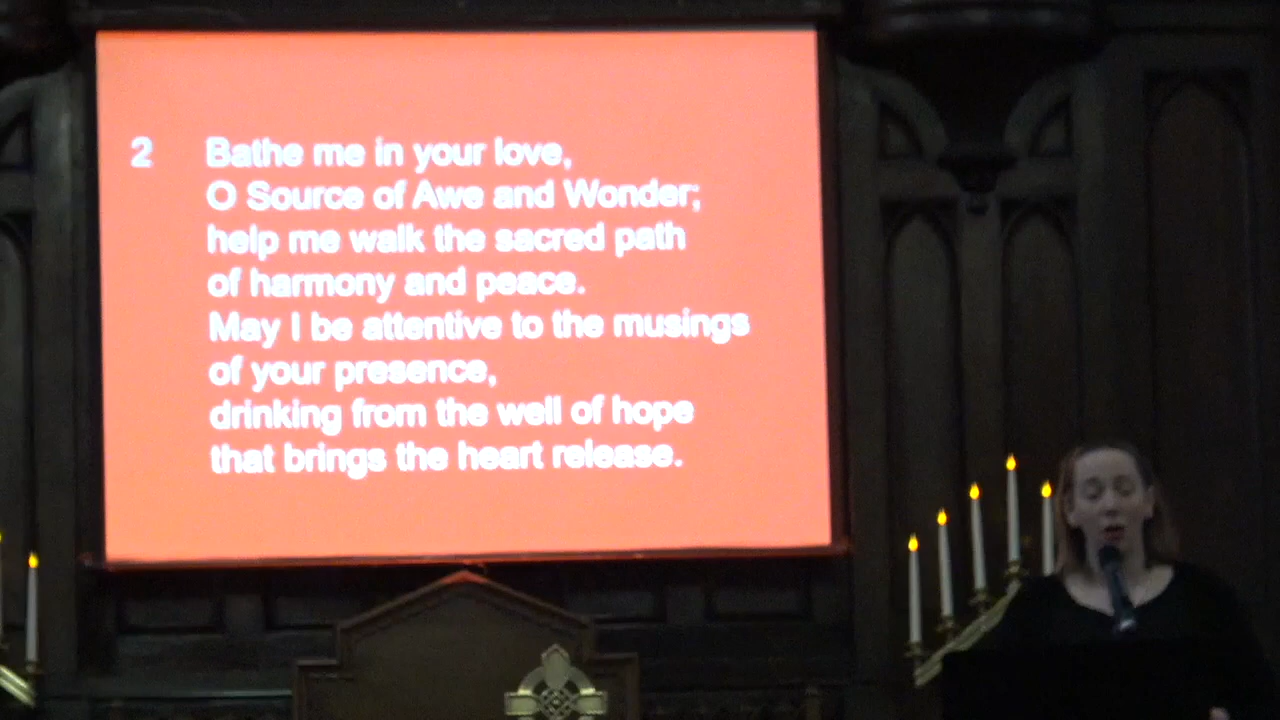 2 Bathe me in your love,
O Source of Awe and Wonder;
help me walk the sacred path
of harmony and peace.
May I be attentive to the musings
of your presence,
drinking from the well of hope
that brings the heart release.